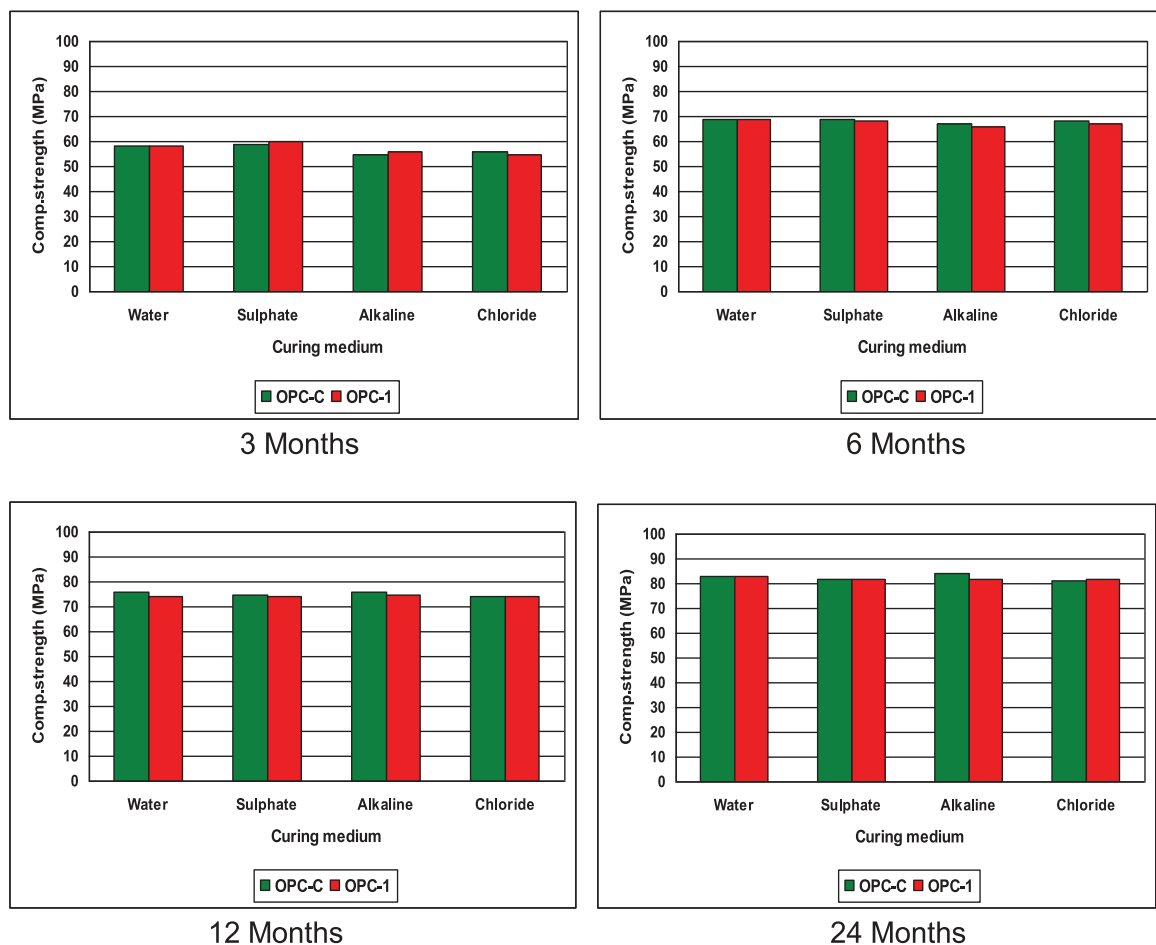 Comp.strength (MPa)
100
90
80
70
60
50
40
30
20
10
0
Water Sulphate Alkaline Chloride
Curing medium
OPC-C OPC-1
3 Months
Comp.strength (MPa)
100
90
80
70
60
50
40
30
20
10
0
Water Sulphate Alkaline Chloride
Curing medium
OPC-C OPC-1
6 Months
Comp.strength (MPa)
100
90
80
70
60
50
40
30
20
10
0
Water Sulphate Alkaline Chloride
Curing medium
OPC-C OPC-1
12 Months
Comp.strength (MPa)
100
90
80
70
60
50
40
30
20
10
0
Water Sulphate Alkaline Chloride
Curing medium
OPC-C OPC-1
24 Months